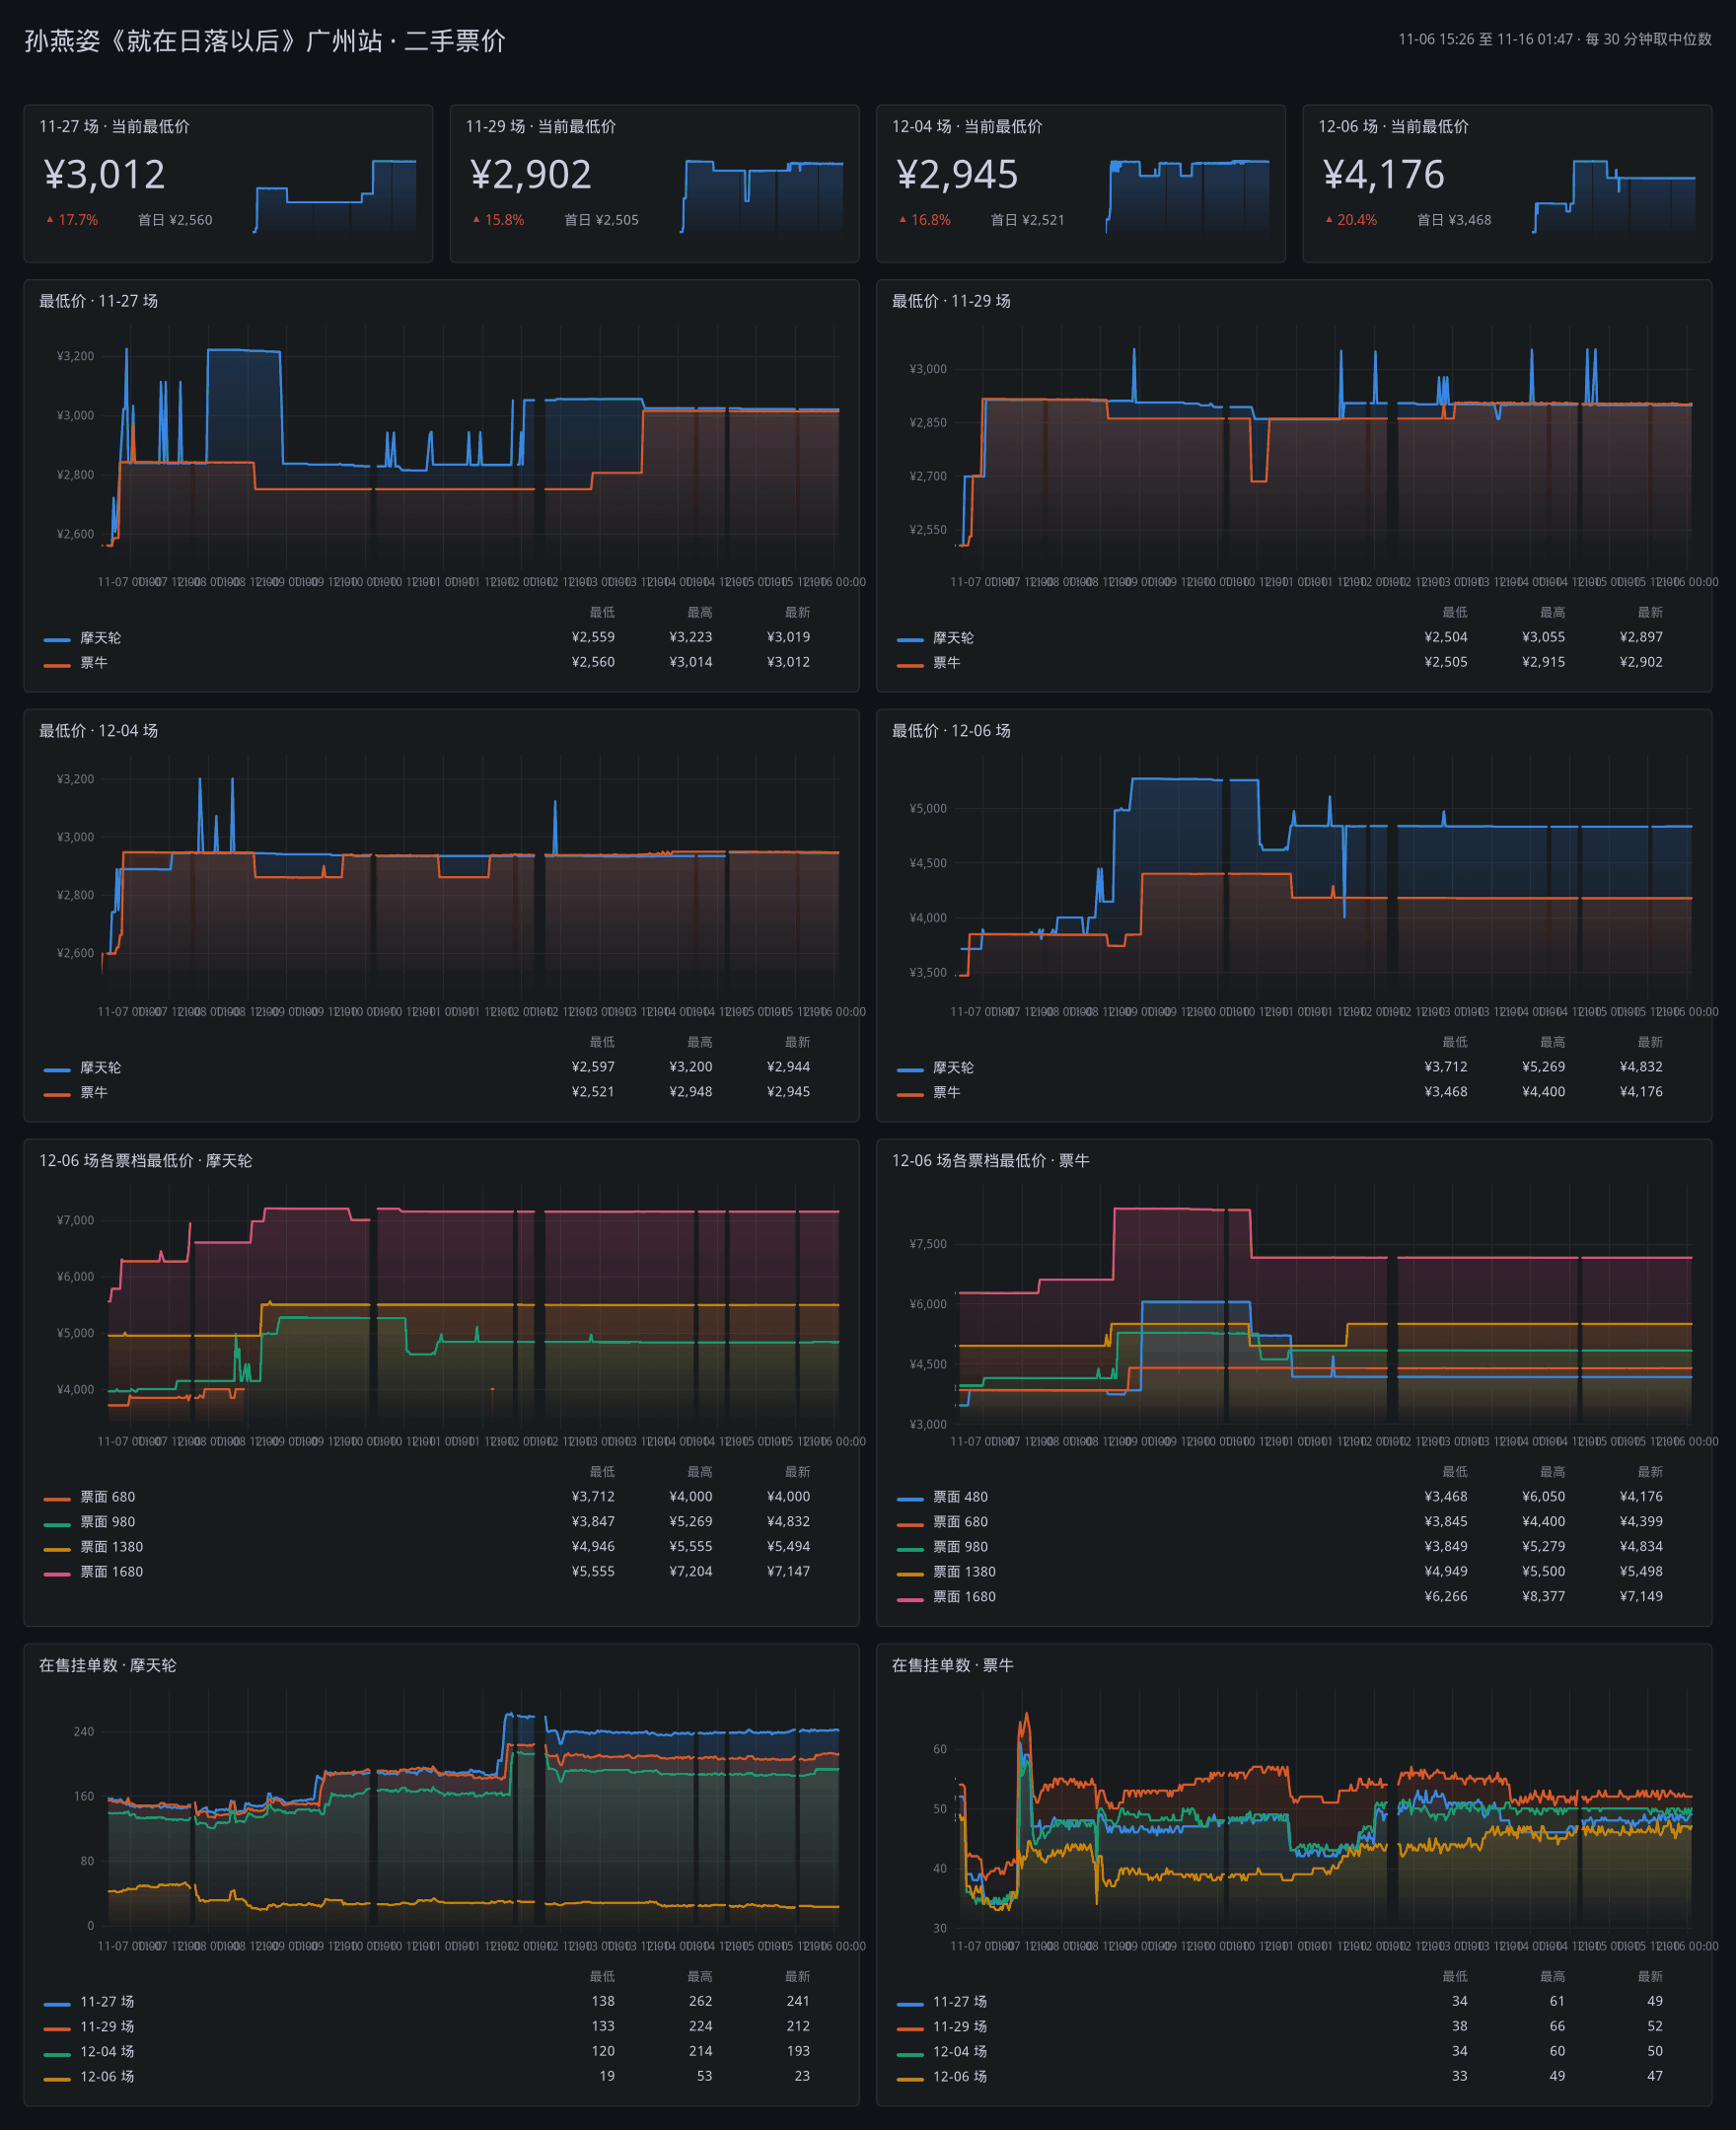 孙燕姿《就在日落以后》广州站 · 二手票价
11-06 15:26 至 11-16 01:47 · 每 30 分钟取中位数
11-27 场 · 当前最低价
¥3,012
▲ 17.7% 首日 ¥2,560
11-29 场 · 当前最低价
¥2,902
▲ 15.8% 首日 ¥2,505
12-04 场 · 当前最低价
¥2,945
▲ 16.8% 首日 ¥2,521
12-06 场 · 当前最低价
¥4,176
▲ 20.4% 首日 ¥3,468
最低价 · 11-27 场
¥3,200
¥3,000
¥2,800
¥2,600
最低 最高 最新
摩天轮 ¥2,559 ¥3,223 ¥3,019
票牛 ¥2,560 ¥3,014 ¥3,012
最低价 · 11-29 场
¥3,000
¥2,850
¥2,700
¥2,550
最低 最高 最新
摩天轮 ¥2,504 ¥3,055 ¥2,897
票牛 ¥2,505 ¥2,915 ¥2,902
最低价 · 12-04 场
¥3,200
¥3,000
¥2,800
¥2,600
最低 最高 最新
摩天轮 ¥2,597 ¥3,200 ¥2,944
票牛 ¥2,521 ¥2,948 ¥2,945
最低价 · 12-06 场
¥5,000
¥4,500
¥4,000
¥3,500
最低 最高 最新
摩天轮 ¥3,712 ¥5,269 ¥4,832
票牛 ¥3,468 ¥4,400 ¥4,176
12-06 场各票档最低价 · 摩天轮
¥7,000
¥6,000
¥5,000
¥4,000
最低 最高 最新
票面 680 ¥3,712 ¥4,000 ¥4,000
票面 980 ¥3,847 ¥5,269 ¥4,832
票面 1380 ¥4,946 ¥5,555 ¥5,494
票面 1680 ¥5,555 ¥7,204 ¥7,147
12-06 场各票档最低价 · 票牛
¥7,500
¥6,000
¥4,500
¥3,000
最低 最高 最新
票面 480 ¥3,468 ¥6,050 ¥4,176
票面 680 ¥3,845 ¥4,400 ¥4,399
票面 980 ¥3,849 ¥5,279 ¥4,834
票面 1380 ¥4,949 ¥5,500 ¥5,498
票面 1680 ¥6,266 ¥8,377 ¥7,149
在售挂单数 · 摩天轮
240
160
80
0
最低 最高 最新
11-27 场 138 262 241
11-29 场 133 224 212
12-04 场 120 214 193
12-06 场 19 53 23
在售挂单数 · 票牛
60
50
40
30
最低 最高 最新
11-27 场 34 61 49
11-29 场 38 66 52
12-04 场 34 60 50
12-06 场 33 49 47